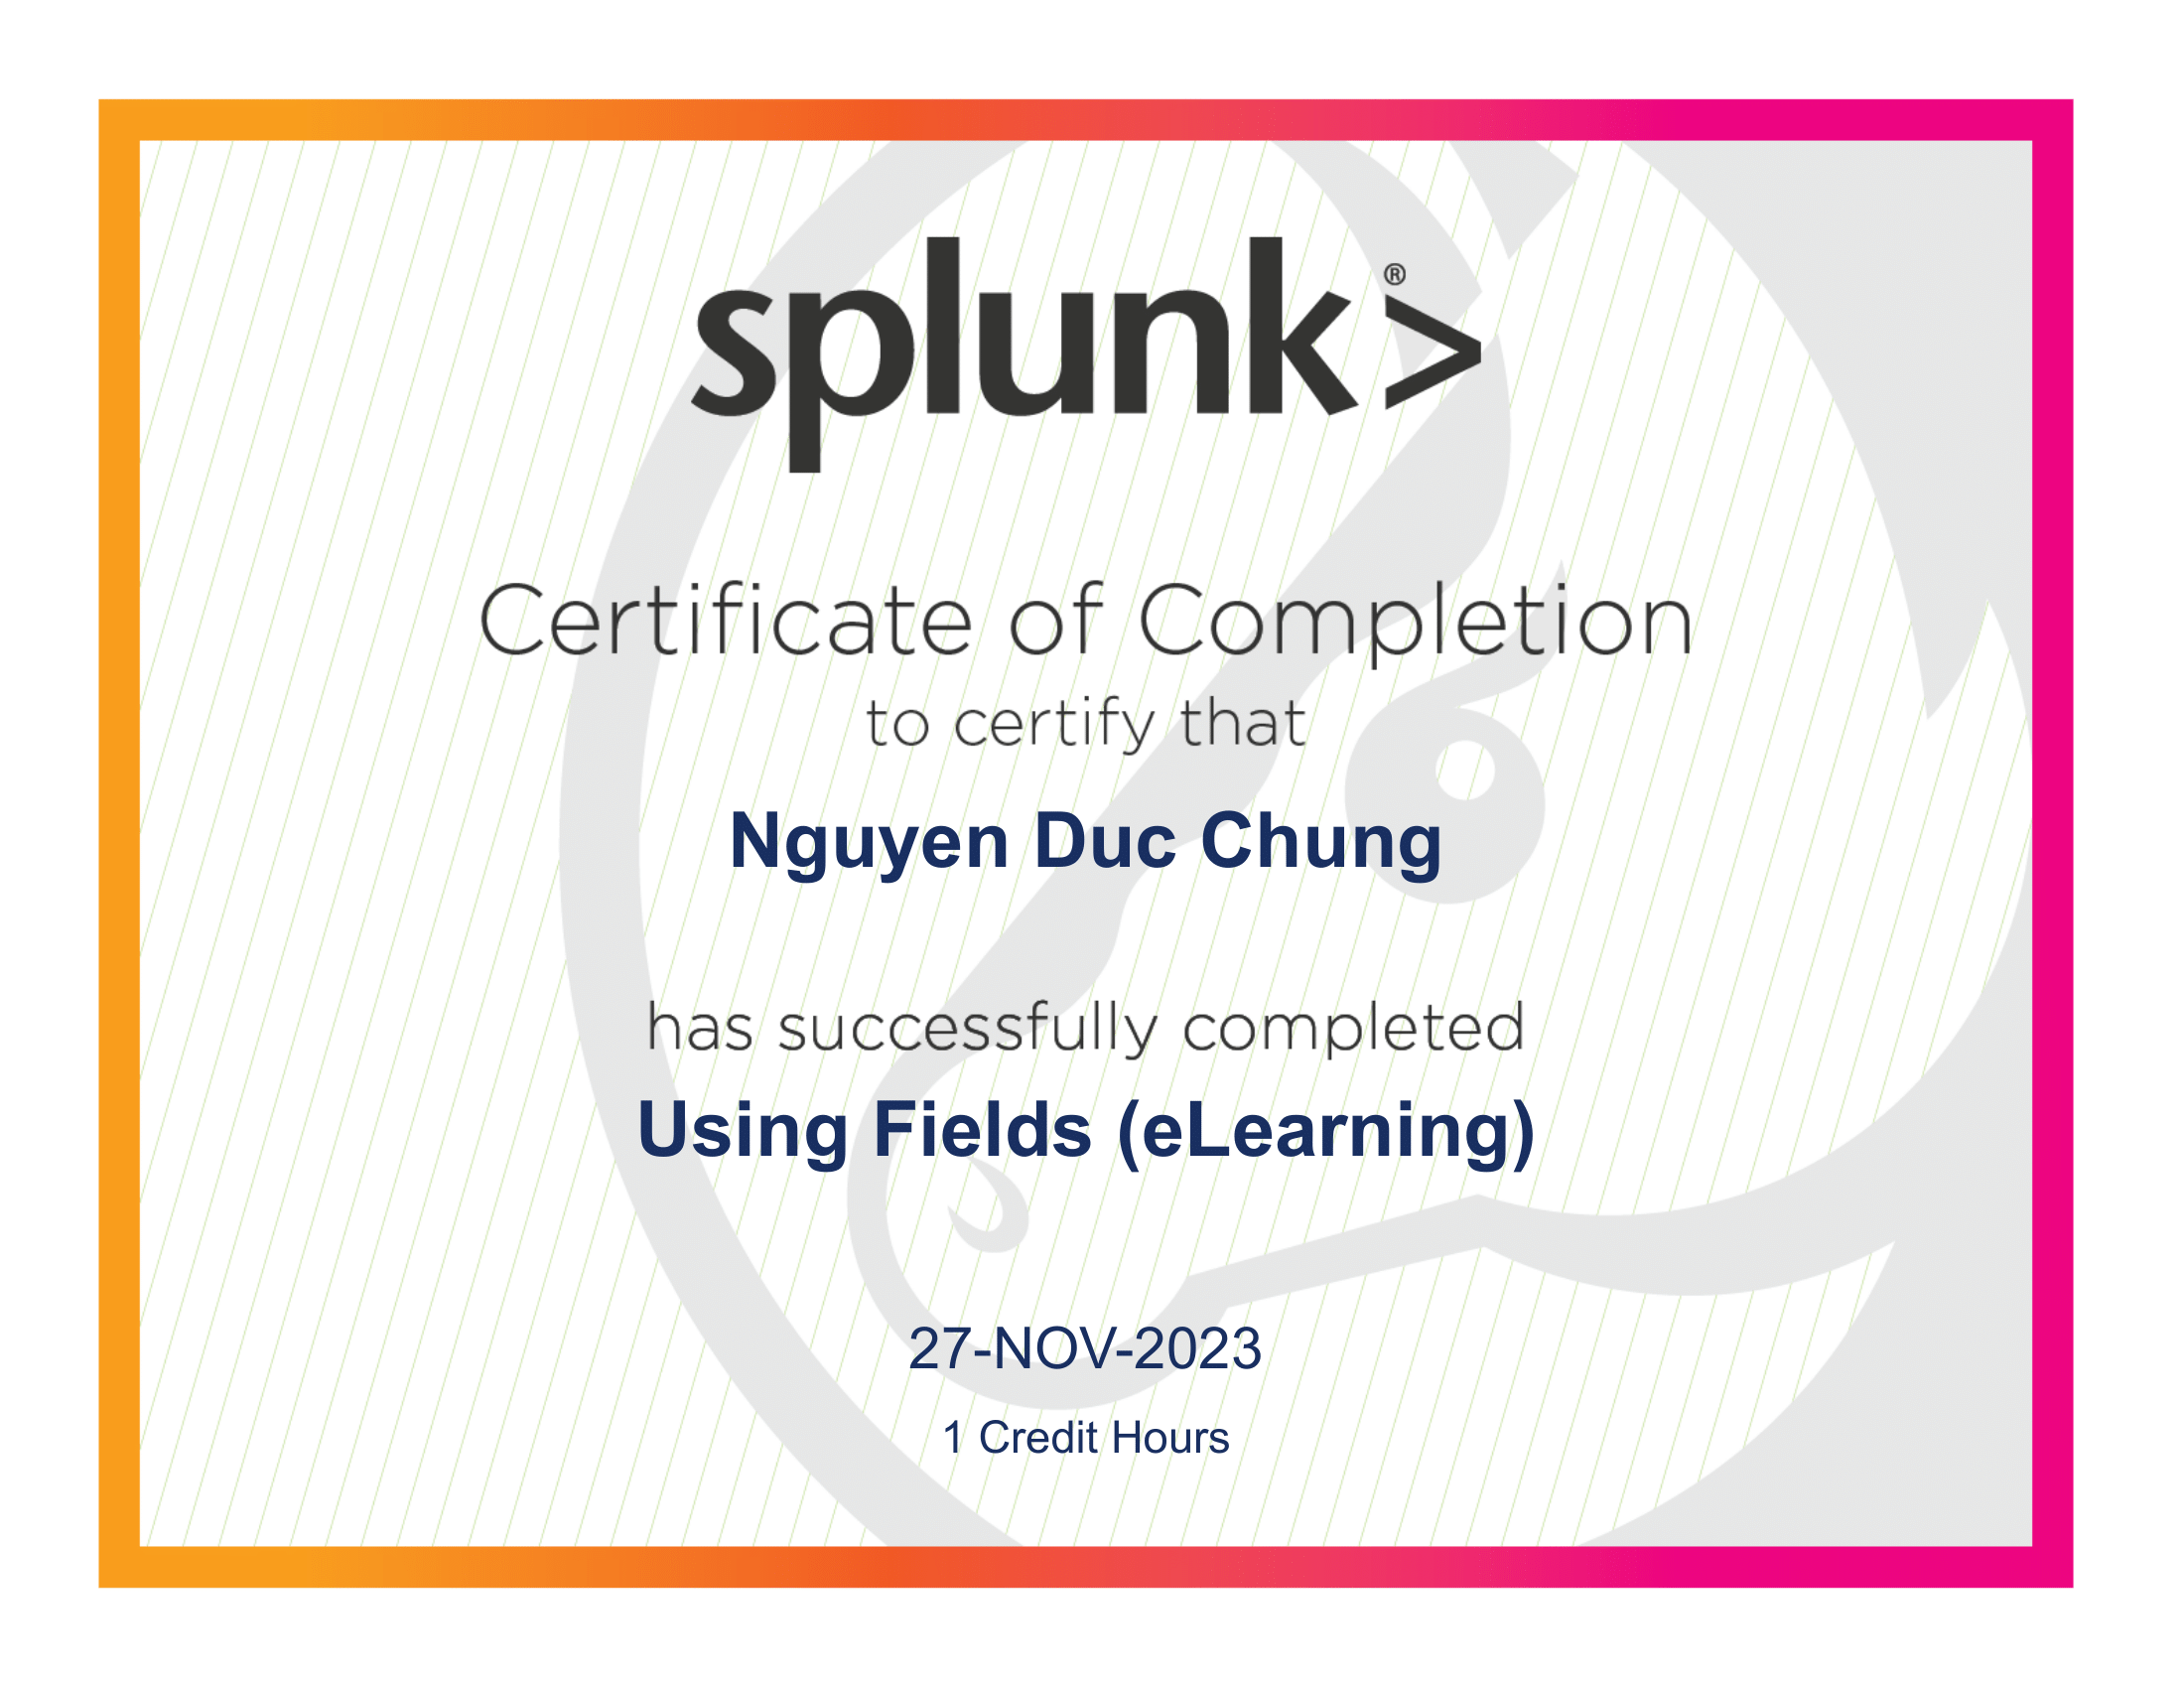 splunk>®
Certificate of Completion
to certify that
Nguyen Duc Chung
has successfully completed
Using Fields (eLearning)
27-NOV-2023
1 Credit Hours